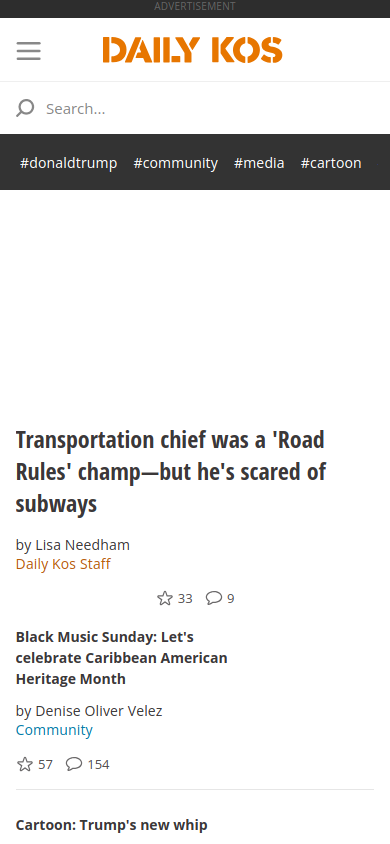 ADVERTISEMENT
DAILY KOS
Search...
#donaldtrump #community #media #cartoon
Transportation chief was a 'Road
Rules' champ—but he's scared of
subways
by Lisa Needham
Daily Kos Staff
33 9
Black Music Sunday: Let's
celebrate Caribbean American
Heritage Month
by Denise Oliver Velez
Community
57 154
Cartoon: Trump's new whip